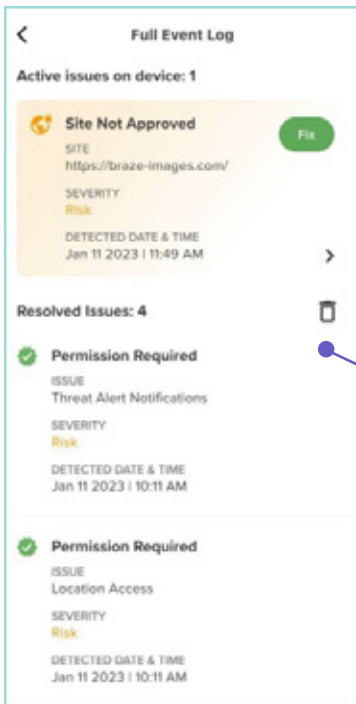 Full Event Log
Active issues on device: 1
Site Not Approved
Fix
SITE
https://braze-images.com/
SEVERITY
Risk
DETECTED DATE & TIME
Jan 11 2023 | 11:49 AM
Resolved Issues: 4
Permission Required
ISSUE
Threat Alert Notifications
SEVERITY
Risk
DETECTED DATE & TIME
Jan 11 2023 | 10:11 AM
Permission Required
ISSUE
Location Access
SEVERITY
Risk
DETECTED DATE & TIME
Jan 11 2023 | 10:11 AM